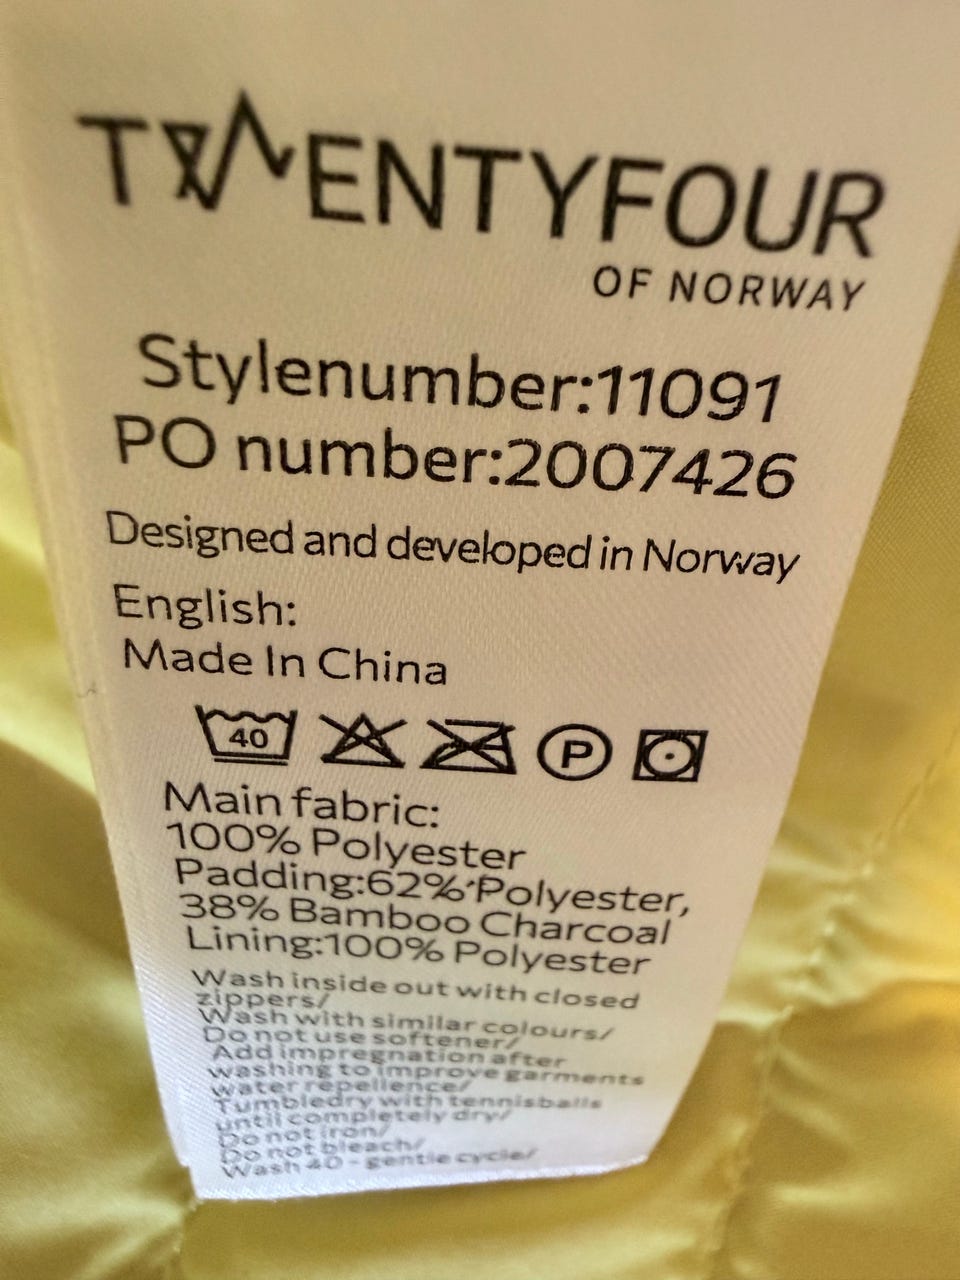 TWENTYFOUR
OF NORWAY
Stylenumber:11091
PO number:2007426
Designed and developed in Norway
English:
Made In China
40
P
Main fabric:
100% Polyester
Padding:62% Polyester,
38% Bamboo Charcoal
Lining:100% Polyester
Wash inside out with closed
zippers/
Wash with similar colours/
Do not use softener/
Add impregnation after
washing to improve garments
water repellence/
Tumbledry with tennisballs
until completely dry/
Do not iron/
Do not bleach/
Wash 40 - gentle cycle/